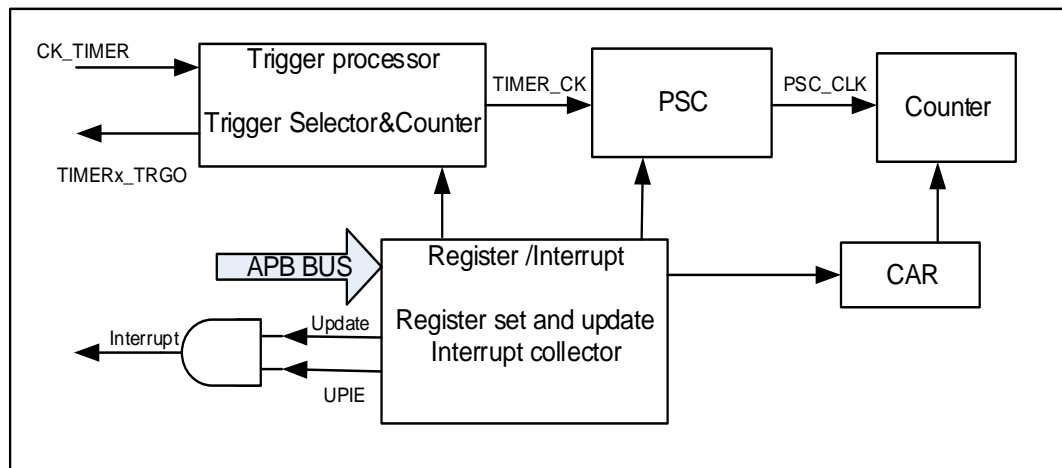 CK_TIMER
TIMERx_TRGO
Trigger processor
Trigger Selector&Counter
TIMER_CK
PSC
PSC_CLK
Counter
APB BUS
Register /Interrupt
Register set and update
Interrupt collector
CAR
Interrupt
Update
UPIE